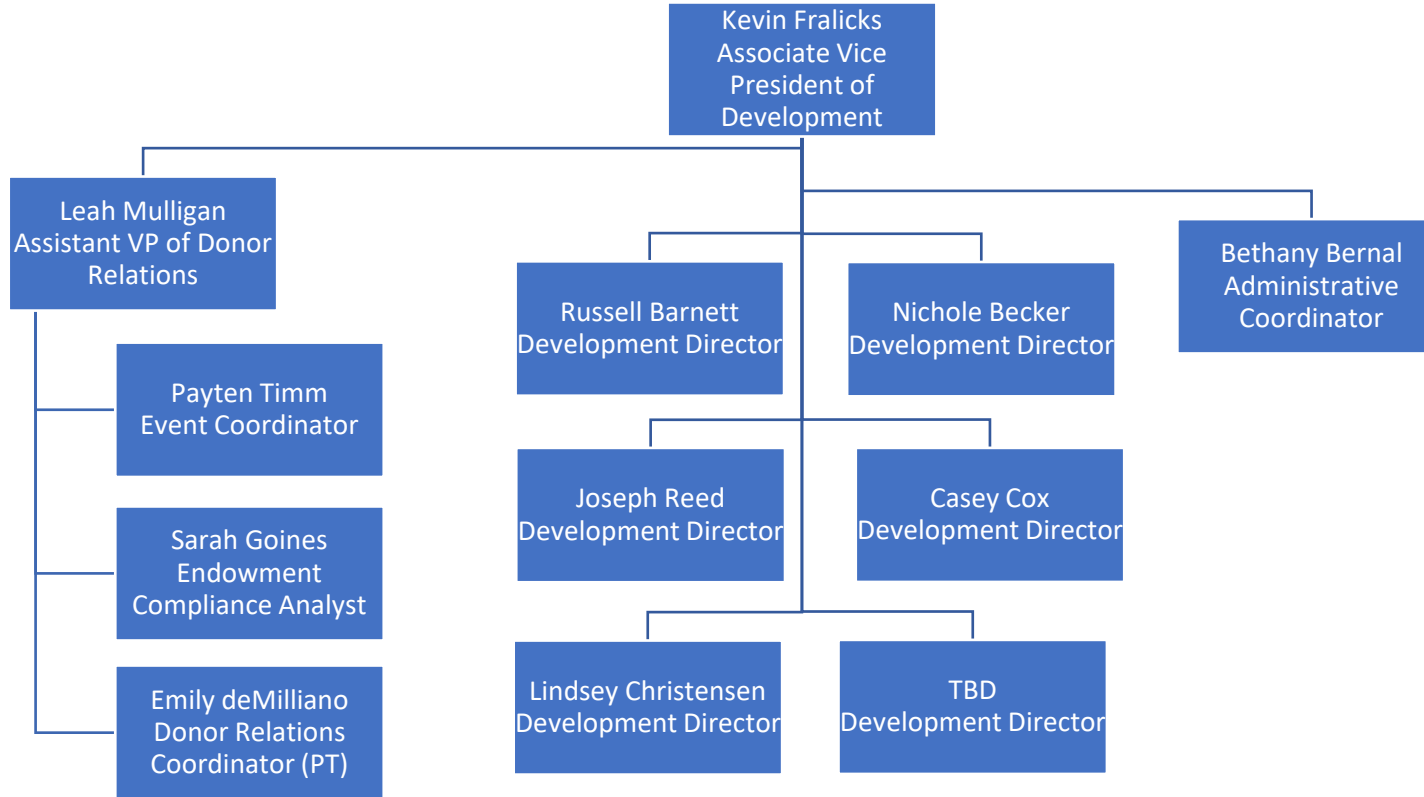 Kevin Fralicks
Associate Vice
President of
Development
Leah Mulligan
Assistant VP of Donor
Relations
Bethany Bernal
Administrative
Coordinator
Russell Barnett
Development Director
Nichole Becker
Development Director
Payten Timm
Event Coordinator
Joseph Reed
Development Director
Casey Cox
Development Director
Sarah Goines
Endowment
Compliance Analyst
Lindsey Christensen
Development Director
TBD
Development Director
Emily deMilliano
Donor Relations
Coordinator (PT)